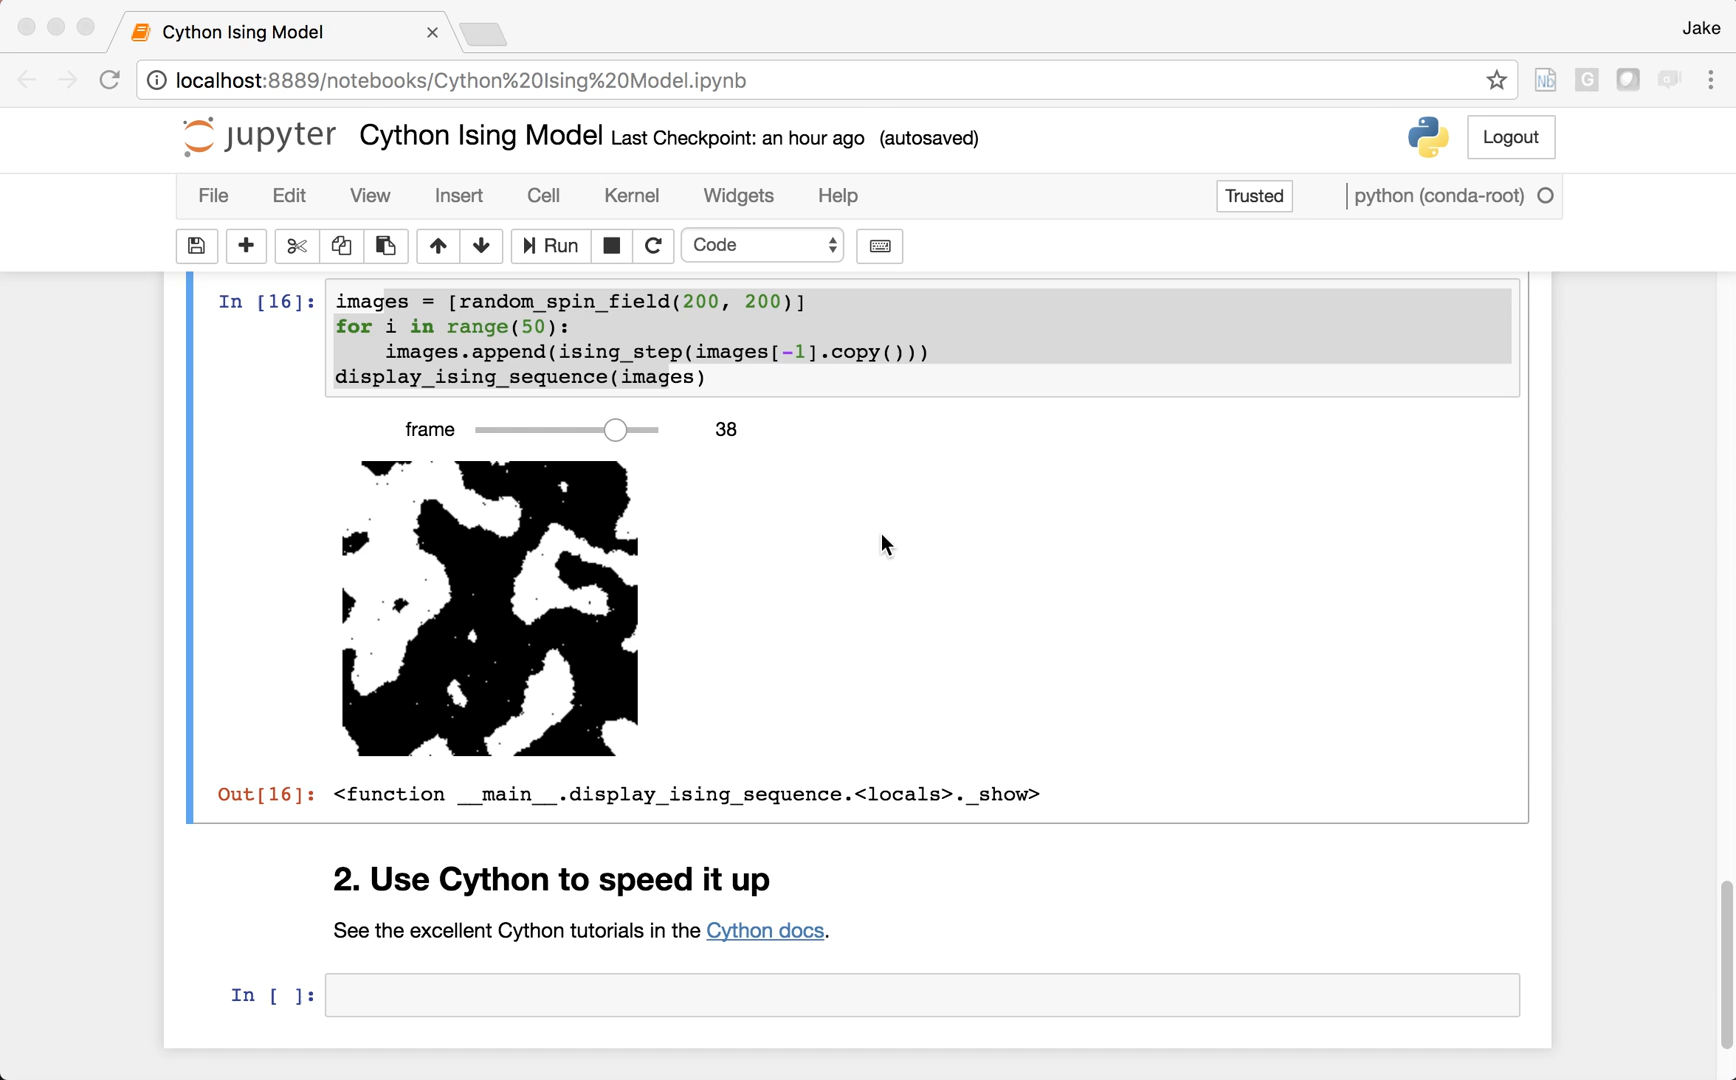 Cython Ising Model
Jake
localhost:8889/notebooks/Cython%20Ising%20Model.ipynb
Nb G
jupyter Cython Ising Model Last Checkpoint: an hour ago (autosaved) Logout
File Edit View Insert Cell Kernel Widgets Help Trusted python (conda-root)
Run Code
In [16]: images = [random_spin_field(200, 200)]
for i in range(50):
    images.append(ising_step(images[-1].copy()))
display_ising_sequence(images)
frame 38
Out[16]: <function __main__.display_ising_sequence.<locals>._show>
2. Use Cython to speed it up
See the excellent Cython tutorials in the Cython docs.
In [ ]: